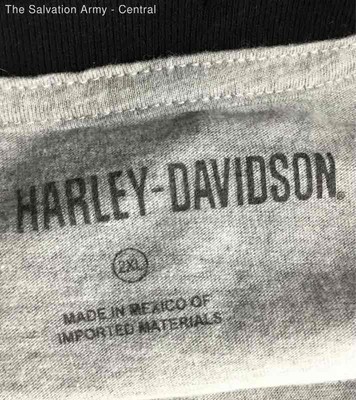 The Salvation Army - Central
HARLEY-DAVIDSON®
2XL
MADE IN MEXICO OF
IMPORTED MATERIALS